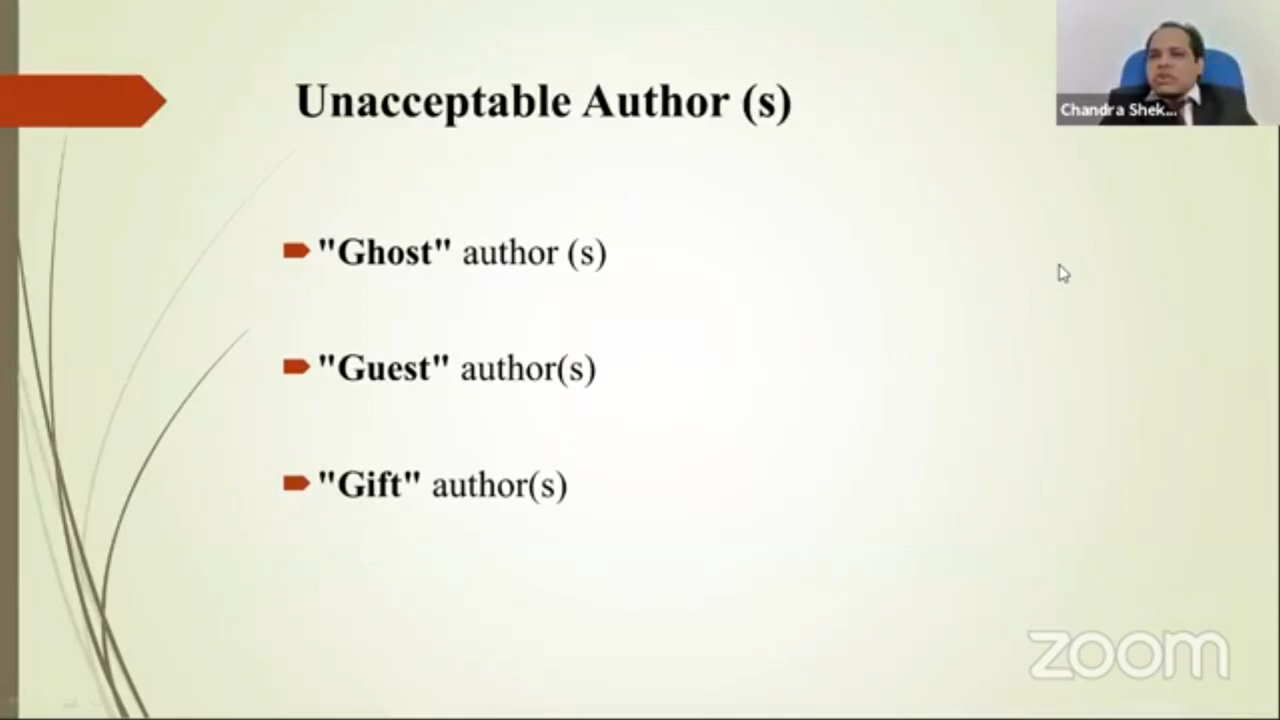 Unacceptable Author (s)
Chandra Shek...
"Ghost" author (s)
"Guest" author(s)
"Gift" author(s)
zoom